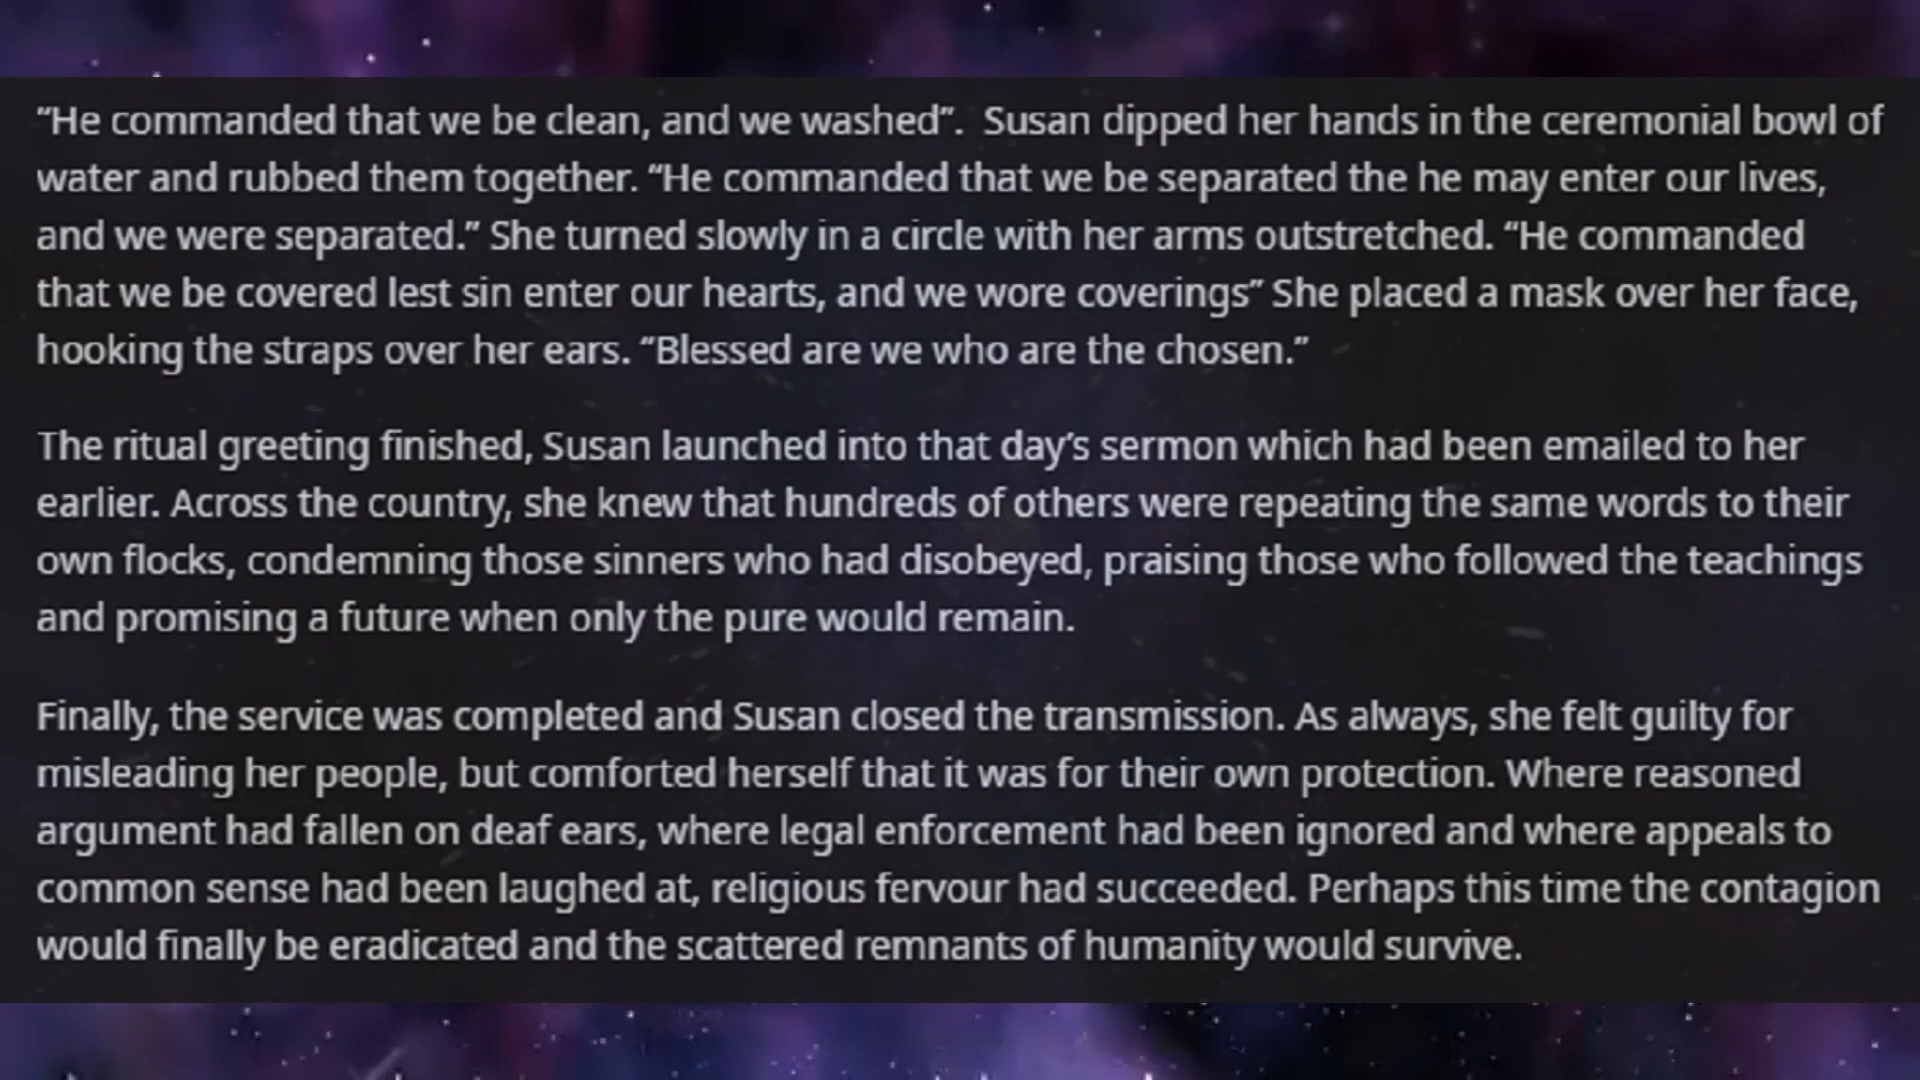 “He commanded that we be clean, and we washed”.  Susan dipped her hands in the ceremonial bowl of
water and rubbed them together. “He commanded that we be separated the he may enter our lives,
and we were separated.” She turned slowly in a circle with her arms outstretched. “He commanded
that we be covered lest sin enter our hearts, and we wore coverings” She placed a mask over her face,
hooking the straps over her ears. “Blessed are we who are the chosen.”
The ritual greeting finished, Susan launched into that day’s sermon which had been emailed to her
earlier. Across the country, she knew that hundreds of others were repeating the same words to their
own flocks, condemning those sinners who had disobeyed, praising those who followed the teachings
and promising a future when only the pure would remain.
Finally, the service was completed and Susan closed the transmission. As always, she felt guilty for
misleading her people, but comforted herself that it was for their own protection. Where reasoned
argument had fallen on deaf ears, where legal enforcement had been ignored and where appeals to
common sense had been laughed at, religious fervour had succeeded. Perhaps this time the contagion
would finally be eradicated and the scattered remnants of humanity would survive.